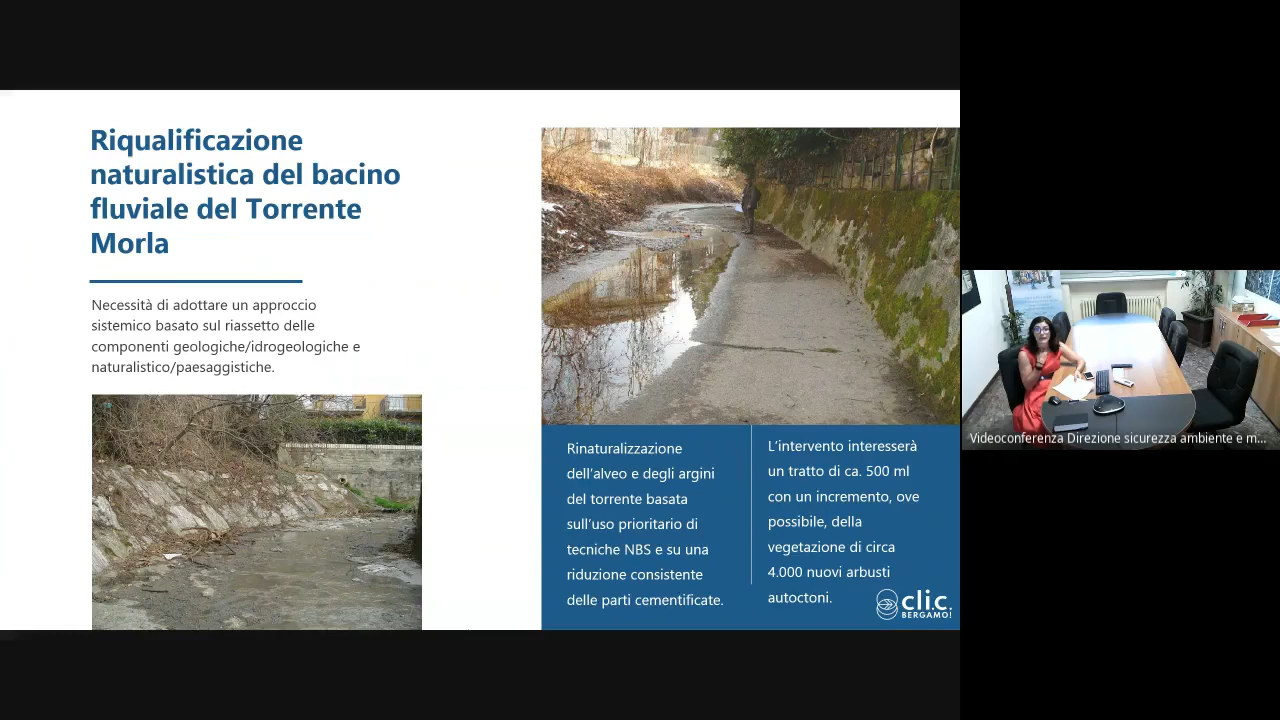 Riqualificazione
naturalistica del bacino
fluviale del Torrente
Morla
Necessità di adottare un approccio
sistemico basato sul riassetto delle
componenti geologiche/idrogeologiche e
naturalistico/paesaggistiche.
Rinaturalizzazione
dell'alveo e degli argini
del torrente basata
sull'uso prioritario di
tecniche NBS e su una
riduzione consistente
delle parti cementificate.
L'intervento interesserà
un tratto di ca. 500 ml
con un incremento, ove
possibile, della
vegetazione di circa
4.000 nuovi arbusti
autoctoni.
cli.c.
BERGAMO!
Videoconferenza Direzione sicurezza ambiente e m...